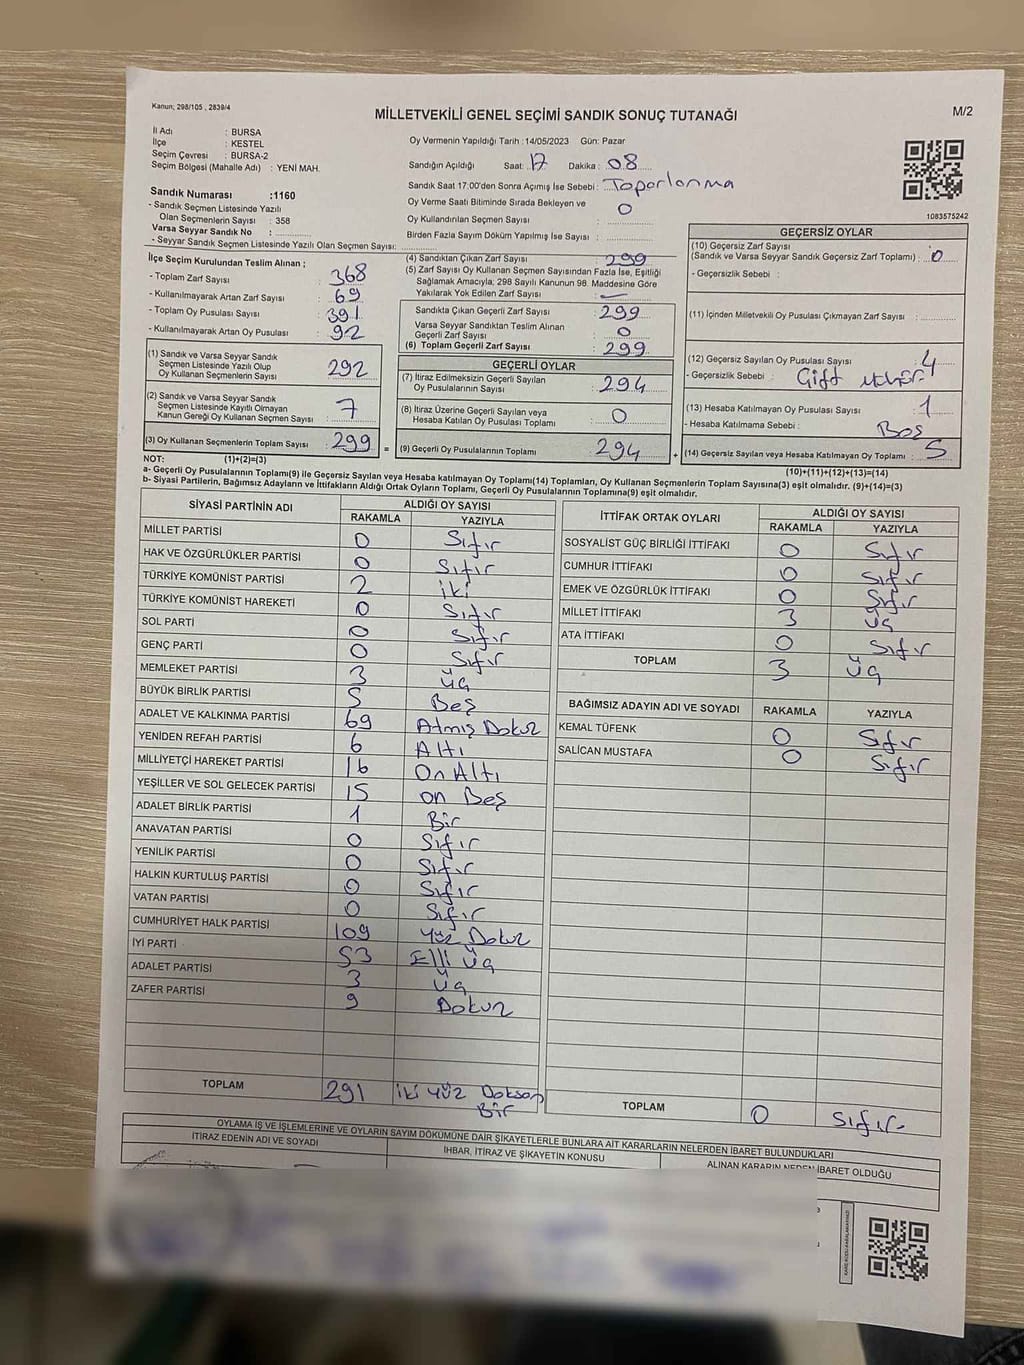 Kanun; 298/105 , 2839/4
MİLLETVEKİLİ GENEL SEÇİMİ SANDIK SONUÇ TUTANAĞI
M/2
İl Adı : BURSA
İlçe : KESTEL
Seçim Çevresi : BURSA-2
Seçim Bölgesi (Mahalle Adı) : YENİ MAH.
Oy Vermenin Yapıldığı Tarih :14/05/2023 Gün: Pazar
Sandığın Açıldığı Saat: 17 Dakika : 08
Sandık Saat 17:00'den Sonra Açımış İse Sebebi : Toparlanma
Oy Verme Saati Bitiminde Sırada Bekleyen ve
Oy Kullandırılan Seçmen Sayısı : 0
Birden Fazla Sayım Döküm Yapılmış İse Sayısı :
1083575242
Sandık Numarası :1160
- Sandık Seçmen Listesinde Yazılı
Olan Seçmenlerin Sayısı : 358
Varsa Seyyar Sandık No :
- Seyyar Sandık Seçmen Listesinde Yazılı Olan Seçmen Sayısı:
İlçe Seçim Kurulundan Teslim Alınan ;
- Toplam Zarf Sayısı : 368
- Kullanılmayarak Artan Zarf Sayısı : 69
- Toplam Oy Pusulası Sayısı : 391
- Kullanılmayarak Artan Oy Pusulası : 92
(1) Sandık ve Varsa Seyyar Sandık
Seçmen Listesinde Yazılı Olup
Oy Kullanan Seçmenlerin Sayısı : 292
(2) Sandık ve Varsa Seyyar Sandık
Seçmen Listesinde Kayıtlı Olmayan
Kanun Gereği Oy Kullanan Seçmen Sayısı : 7
(3) Oy Kullanan Seçmenlerin Toplam Sayısı : 299 =
(4) Sandıktan Çıkan Zarf Sayısı : 299
(5) Zarf Sayısı Oy Kullanan Seçmen Sayısından Fazla İse, Eşitliği
Sağlamak Amacıyla; 298 Sayılı Kanunun 98. Maddesine Göre
Yakılarak Yok Edilen Zarf Sayısı : —
Sandıkta Çıkan Geçerli Zarf Sayısı : 299
Varsa Seyyar Sandıktan Teslim Alınan
Geçerli Zarf Sayısı : 0
(6) Toplam Geçerli Zarf Sayısı : 299
GEÇERLİ OYLAR
(7) İtiraz Edilmeksizin Geçerli Sayılan
Oy Pusulalarının Sayısı : 294
(8) İtiraz Üzerine Geçerli Sayılan veya
Hesaba Katılan Oy Pusulası Toplamı : 0
(9) Geçerli Oy Pusulalarının Toplamı : 294 +
GEÇERSİZ OYLAR
(10) Geçersiz Zarf Sayısı
(Sandık ve Varsa Seyyar Sandık Geçersiz Zarf Toplamı) : 0
- Geçersizlik Sebebi :
(11) İçinden Milletvekili Oy Pusulası Çıkmayan Zarf Sayısı :
(12) Geçersiz Sayılan Oy Pusulası Sayısı : 4
- Geçersizlik Sebebi : Çift mühür
(13) Hesaba Katılmayan Oy Pusulası Sayısı : 1
- Hesaba Katılmama Sebebi : Boş
(14) Geçersiz Sayılan veya Hesaba Katılmayan Oy Toplamı : 5
NOT: (1)+(2)=(3)
(10)+(11)+(12)+(13)=(14)
a- Geçerli Oy Pusulalarının Toplamı(9) ile Geçersiz Sayılan veya Hesaba katılmayan Oy Toplamı(14) Toplamları, Oy Kullanan Seçmenlerin Toplam Sayısına(3) eşit olmalıdır. (9)+(14)=(3)
b- Siyasi Partilerin, Bağımsız Adayların ve İttifakların Aldığı Ortak Oyların Toplamı, Geçerli Oy Pusulalarının Toplamına(9) eşit olmalıdır.
SİYASİ PARTİNİN ADI
ALDIĞI OY SAYISI
RAKAMLA YAZIYLA
MİLLET PARTİSİ 0 Sıfır
HAK VE ÖZGÜRLÜKLER PARTİSİ 0 Sıfır
TÜRKİYE KOMÜNİST PARTİSİ 2 iki
TÜRKİYE KOMÜNİST HAREKETİ 0 Sıfır
SOL PARTİ 0 Sıfır
GENÇ PARTİ 0 Sıfır
MEMLEKET PARTİSİ 3 üç
BÜYÜK BİRLİK PARTİSİ 5 Beş
ADALET VE KALKINMA PARTİSİ 69 Atmış Dokuz
YENİDEN REFAH PARTİSİ 6 Altı
MİLLİYETÇİ HAREKET PARTİSİ 16 On Altı
YEŞİLLER VE SOL GELECEK PARTİSİ 15 on Beş
ADALET BİRLİK PARTİSİ 1 Bir
ANAVATAN PARTİSİ 0 Sıfır
YENİLİK PARTİSİ 0 Sıfır
HALKIN KURTULUŞ PARTİSİ 0 Sıfır
VATAN PARTİSİ 0 Sıfır
CUMHURİYET HALK PARTİSİ 109 Yüz Dokuz
İYİ PARTİ 53 Elli üç
ADALET PARTİSİ 3 üç
ZAFER PARTİSİ 9 Dokuz
TOPLAM 291 iki Yüz Doksan
Bir
İTTİFAK ORTAK OYLARI
ALDIĞI OY SAYISI
RAKAMLA YAZIYLA
SOSYALİST GÜÇ BİRLİĞİ İTTİFAKI 0 Sıfır
CUMHUR İTTİFAKI 0 Sıfır
EMEK VE ÖZGÜRLÜK İTTİFAKI 0 Sıfır
MİLLET İTTİFAKI 3 üç
ATA İTTİFAKI 0 Sıfır
TOPLAM 3 üç
BAĞIMSIZ ADAYIN ADI VE SOYADI RAKAMLA YAZIYLA
KEMAL TÜFENK 0 Sıfır
SALİCAN MUSTAFA 0 Sıfır
TOPLAM 0 Sıfır
OYLAMA İŞ VE İŞLEMLERİNE VE OYLARIN SAYIM DÖKÜMÜNE DAİR ŞİKAYETLERLE BUNLARA AİT KARARLARIN NELERDEN İBARET BULUNDUKLARI
İTİRAZ EDENİN ADI VE SOYADI
İHBAR, İTİRAZ VE ŞİKAYETİN KONUSU
ALINAN KARARIN NEDEN İBARET OLDUĞU